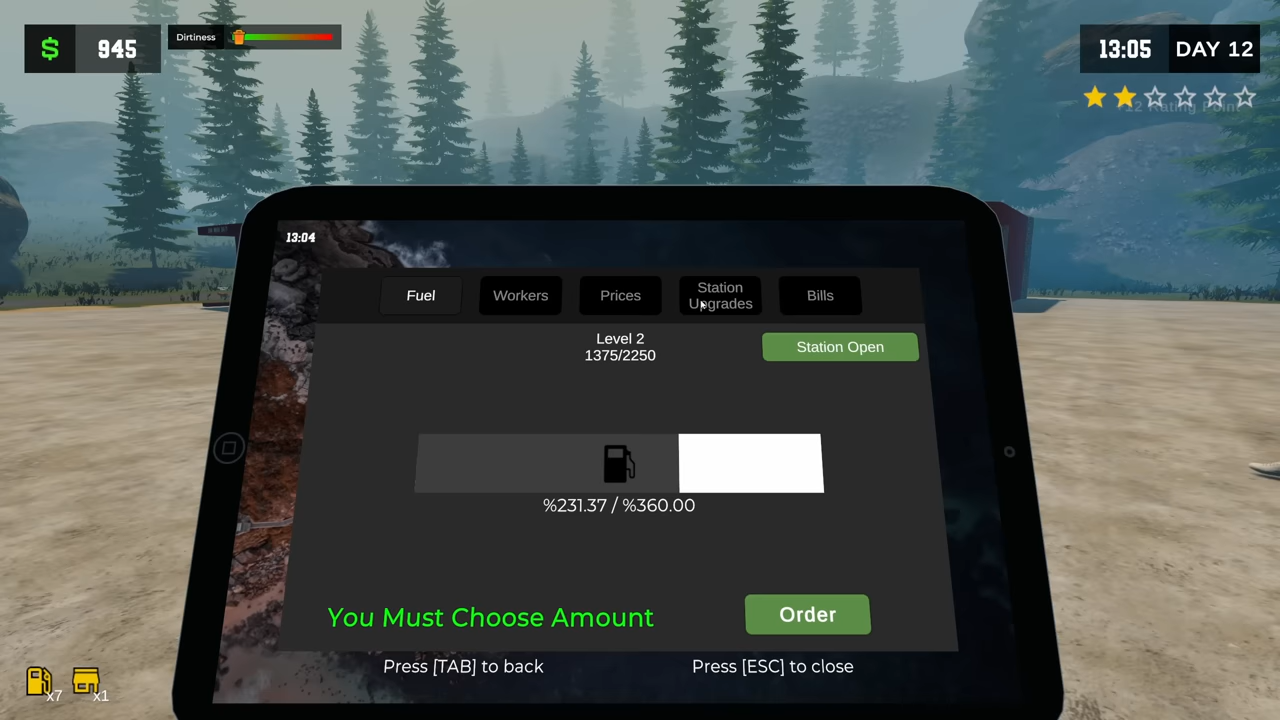 $ 945
Dirtiness
13:05 DAY 12
13:04
Fuel
Workers
Prices
Station
Upgrades
Bills
Level 2
1375/2250
Station Open
%231.37 / %360.00
You Must Choose Amount
Order
Press [TAB] to back
Press [ESC] to close
x7
x1